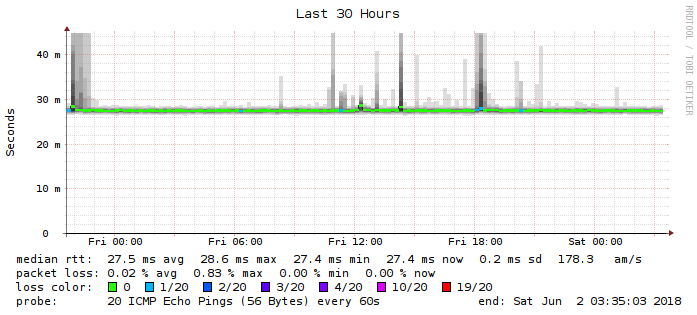 Last 30 Hours
RRDTOOL / TOBI OETIKER
Seconds
40 m
30 m
20 m
10 m
0
Fri 00:00 Fri 06:00 Fri 12:00 Fri 18:00 Sat 00:00
median rtt: 27.5 ms avg 28.6 ms max 27.4 ms min 27.4 ms now 0.2 ms sd 178.3 am/s
packet loss: 0.02 % avg 0.83 % max 0.00 % min 0.00 % now
loss color: 0 1/20 2/20 3/20 4/20 10/20 19/20
probe: 20 ICMP Echo Pings (56 Bytes) every 60s end: Sat Jun 2 03:35:03 2018